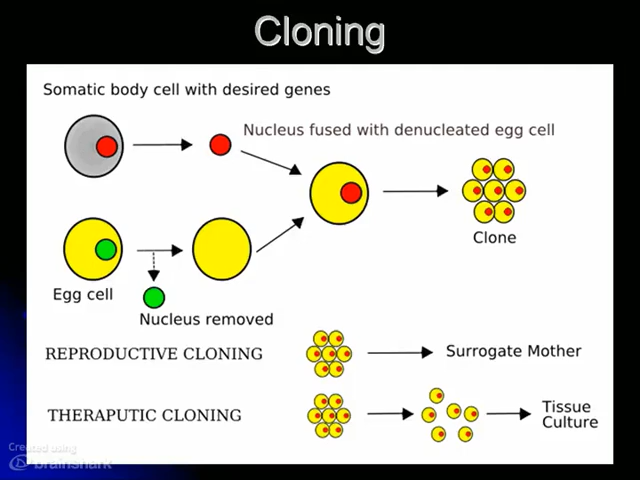 Cloning
Somatic body cell with desired genes
Nucleus fused with denucleated egg cell
Clone
Egg cell
Nucleus removed
REPRODUCTIVE CLONING
Surrogate Mother
THERAPUTIC CLONING
Tissue
Culture
Created using
brainshark